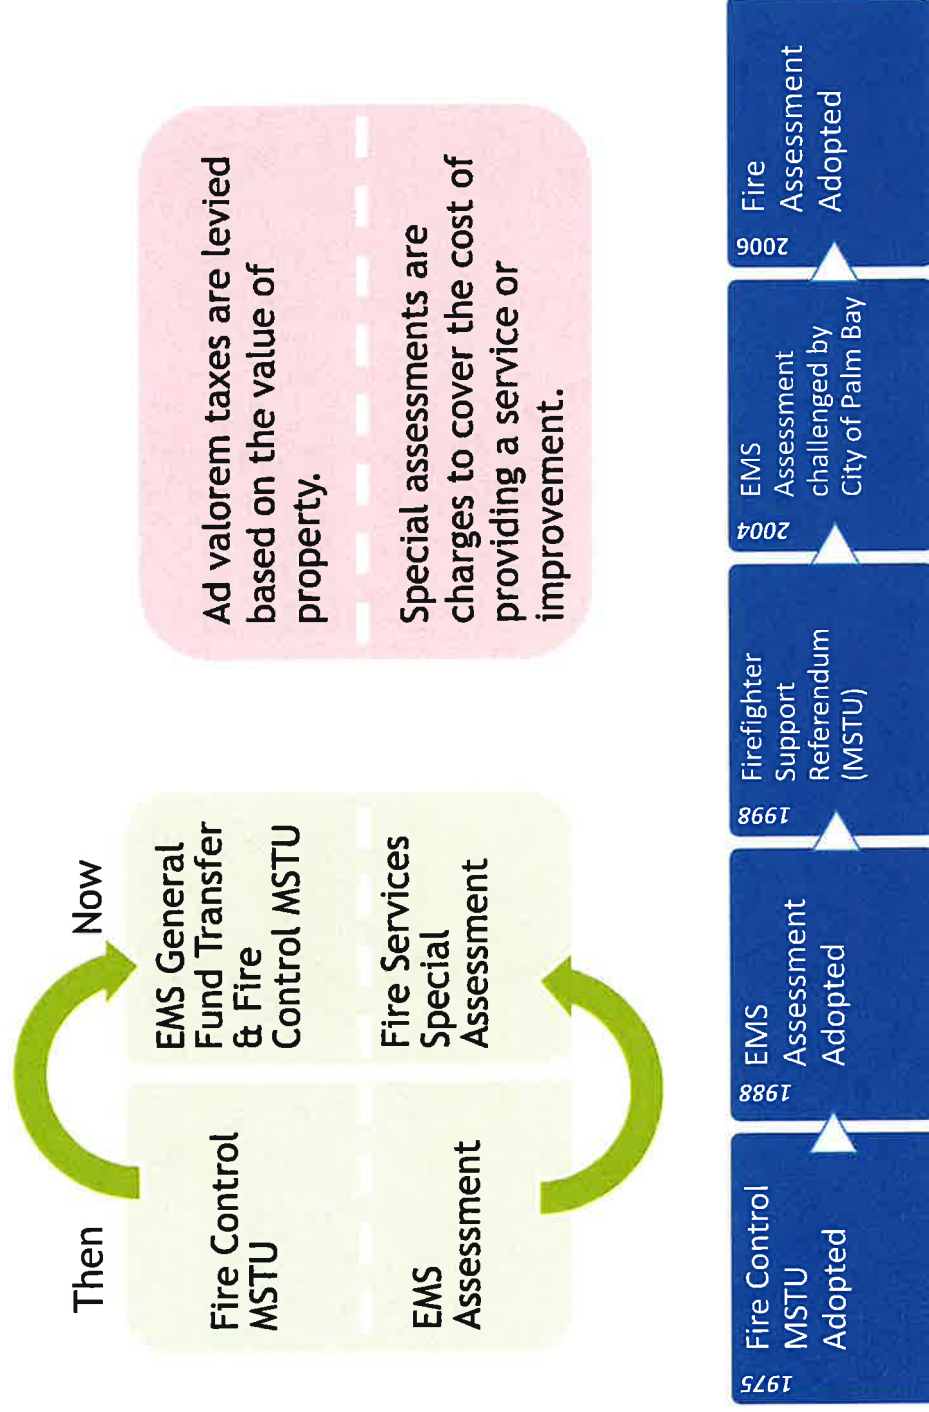 Then
Now
Fire Control
MSTU
EMS General
Fund Transfer
& Fire
Control MSTU
EMS
Assessment
Fire Services
Special
Assessment
Ad valorem taxes are levied
based on the value of
property.
Special assessments are
charges to cover the cost of
providing a service or
improvement.
1975
Fire Control
MSTU
Adopted
1988
EMS
Assessment
Adopted
1998
Firefighter
Support
Referendum
(MSTU)
2004
EMS
Assessment
challenged by
City of Palm Bay
2006
Fire
Assessment
Adopted